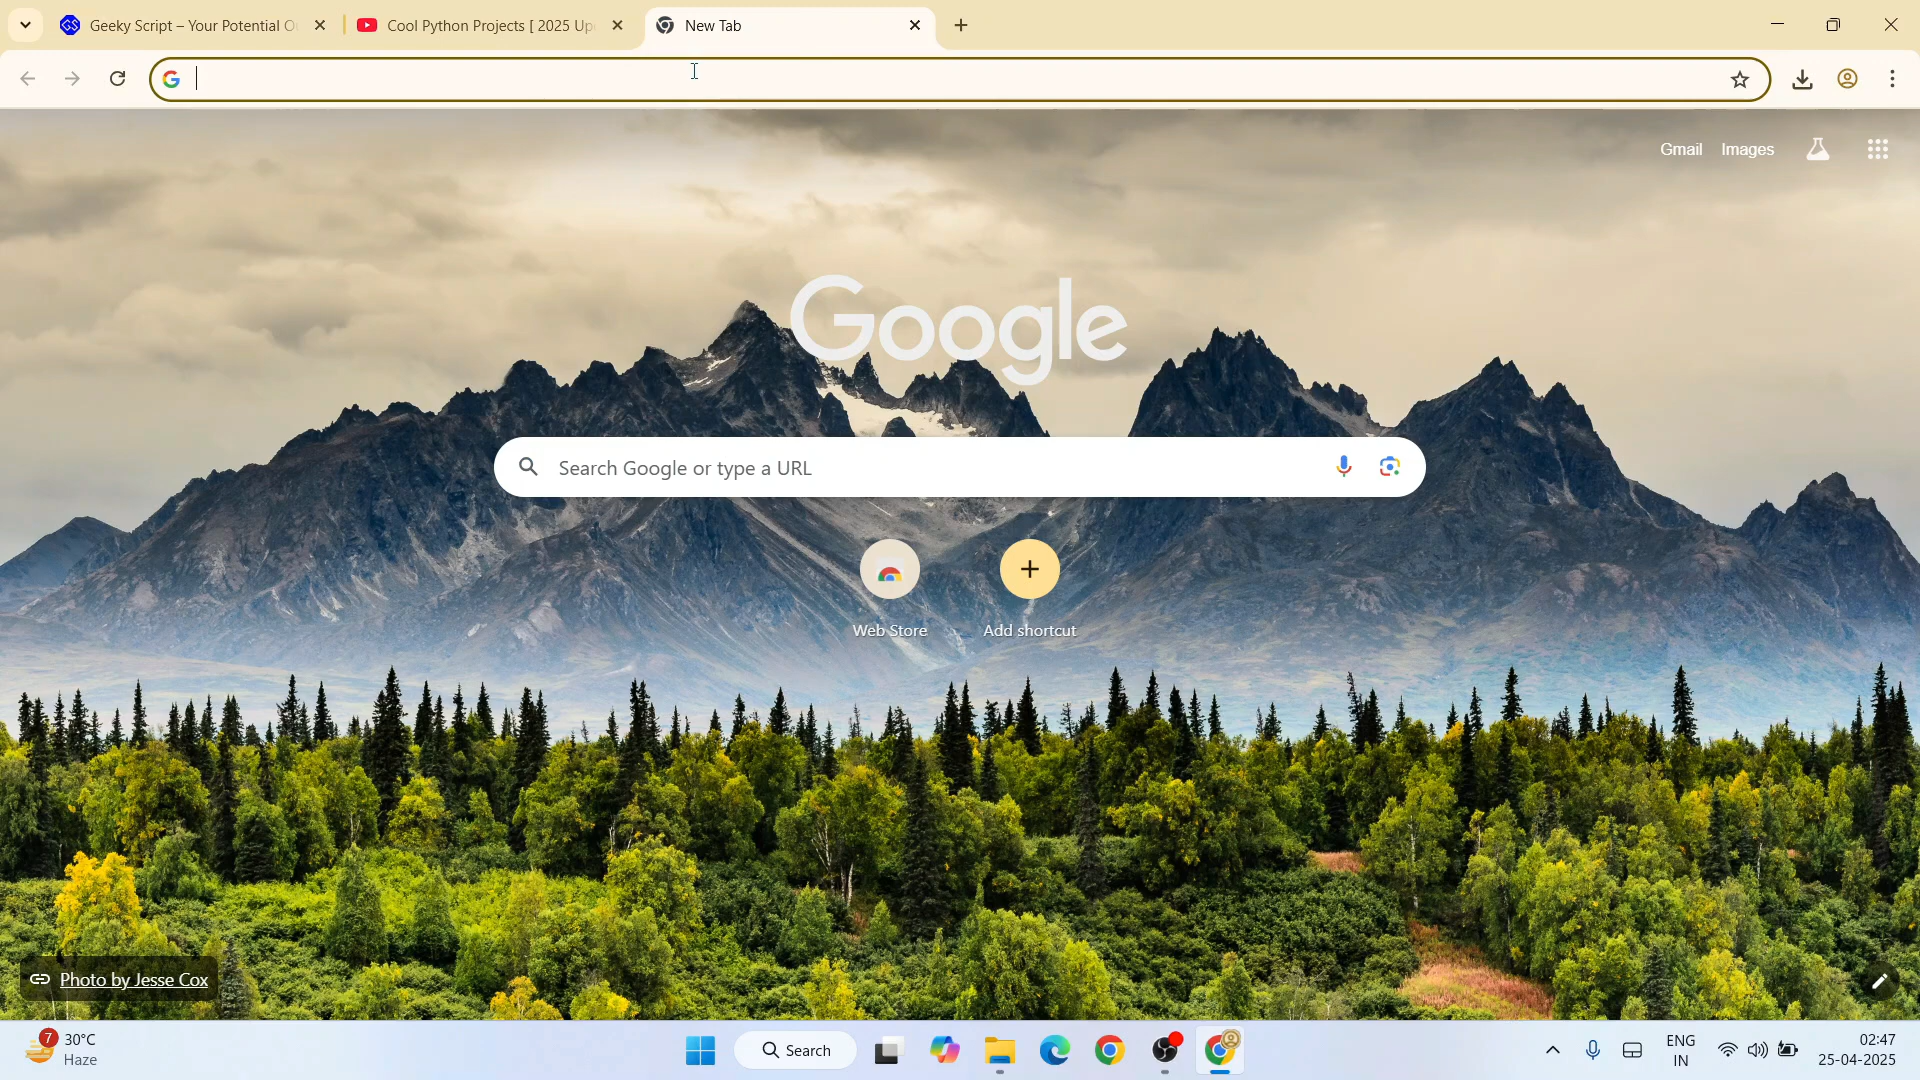 Geeky Script – Your Potential O
Cool Python Projects [ 2025 Up
New Tab
Gmail
Images
Google
Search Google or type a URL
Web Store
Add shortcut
Photo by Jesse Cox
7
30°C
Haze
Search
ENG
IN
02:47
25-04-2025